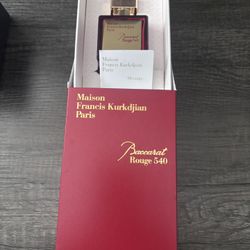 Maison
Francis Kurkdjian
Paris
Maison
Francis Kurkdjian
Paris
Baccarat
Rouge 540